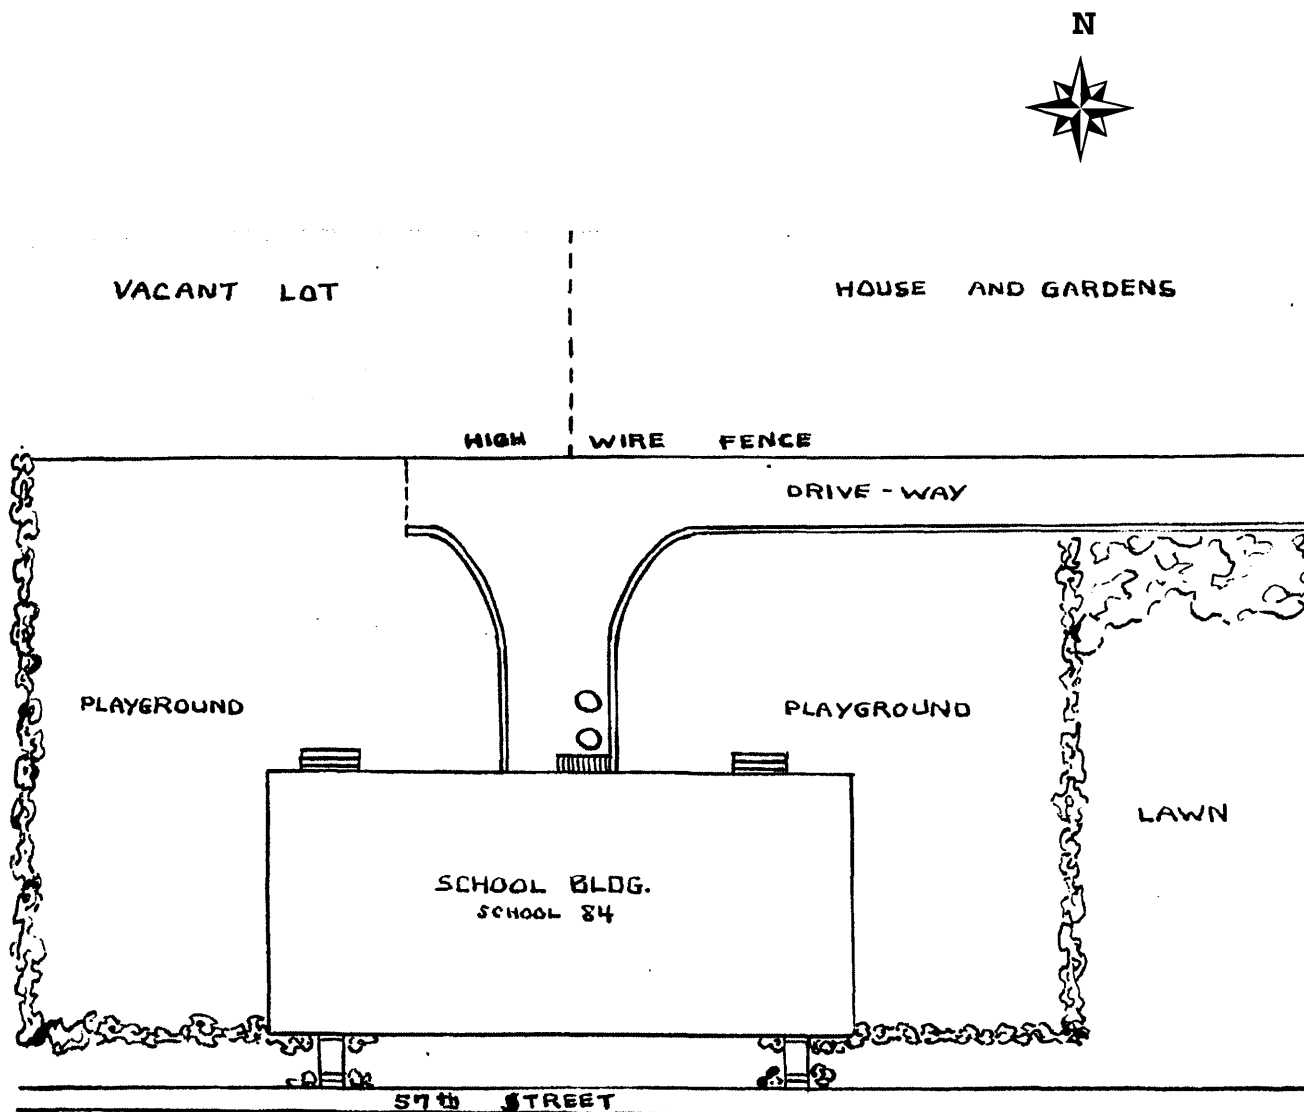 N
VACANT LOT
HOUSE AND GARDENS
HIGH WIRE FENCE
DRIVE-WAY
PLAYGROUND
PLAYGROUND
LAWN
SCHOOL BLDG.
SCHOOL 84
57th STREET